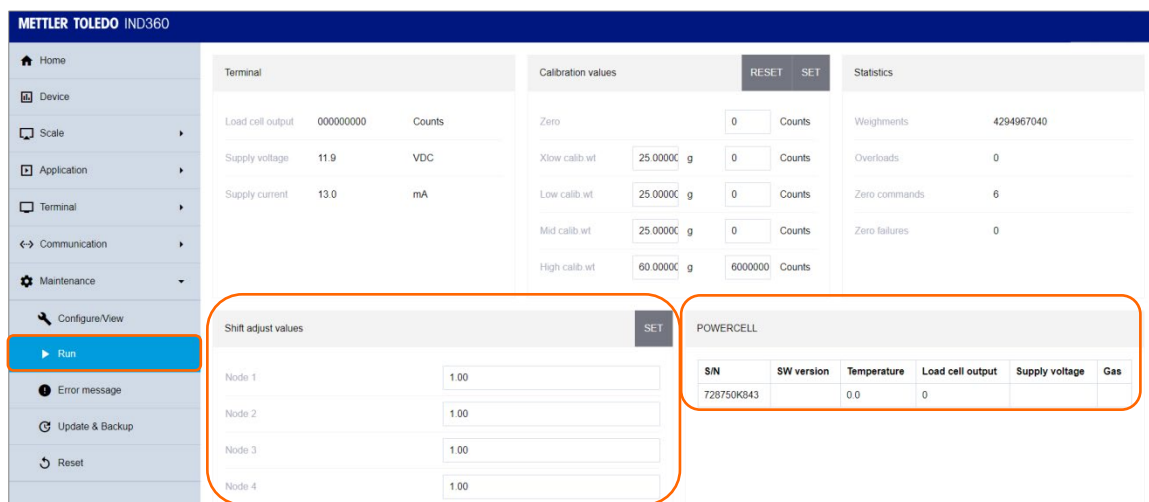 METTLER TOLEDO IND360
Home
Device
Scale
Application
Terminal
Communication
Maintenance
Configure/View
Run
Error message
Update & Backup
Reset
Terminal
Load cell output 000000000 Counts
Supply voltage 11.9 VDC
Supply current 13.0 mA
Calibration values RESET SET
Zero 0 Counts
Xlow calib.wt 25.00000 g 0 Counts
Low calib.wt 25.00000 g 0 Counts
Mid calib.wt 25.00000 g 0 Counts
High calib.wt 60.00000 g 6000000 Counts
Statistics
Weighments 4294967040
Overloads 0
Zero commands 6
Zero failures 0
Shift adjust values SET
Node 1 1.00
Node 2 1.00
Node 3 1.00
Node 4 1.00
POWERCELL
S/N SW version Temperature Load cell output Supply voltage Gas
728750K843 0.0 0